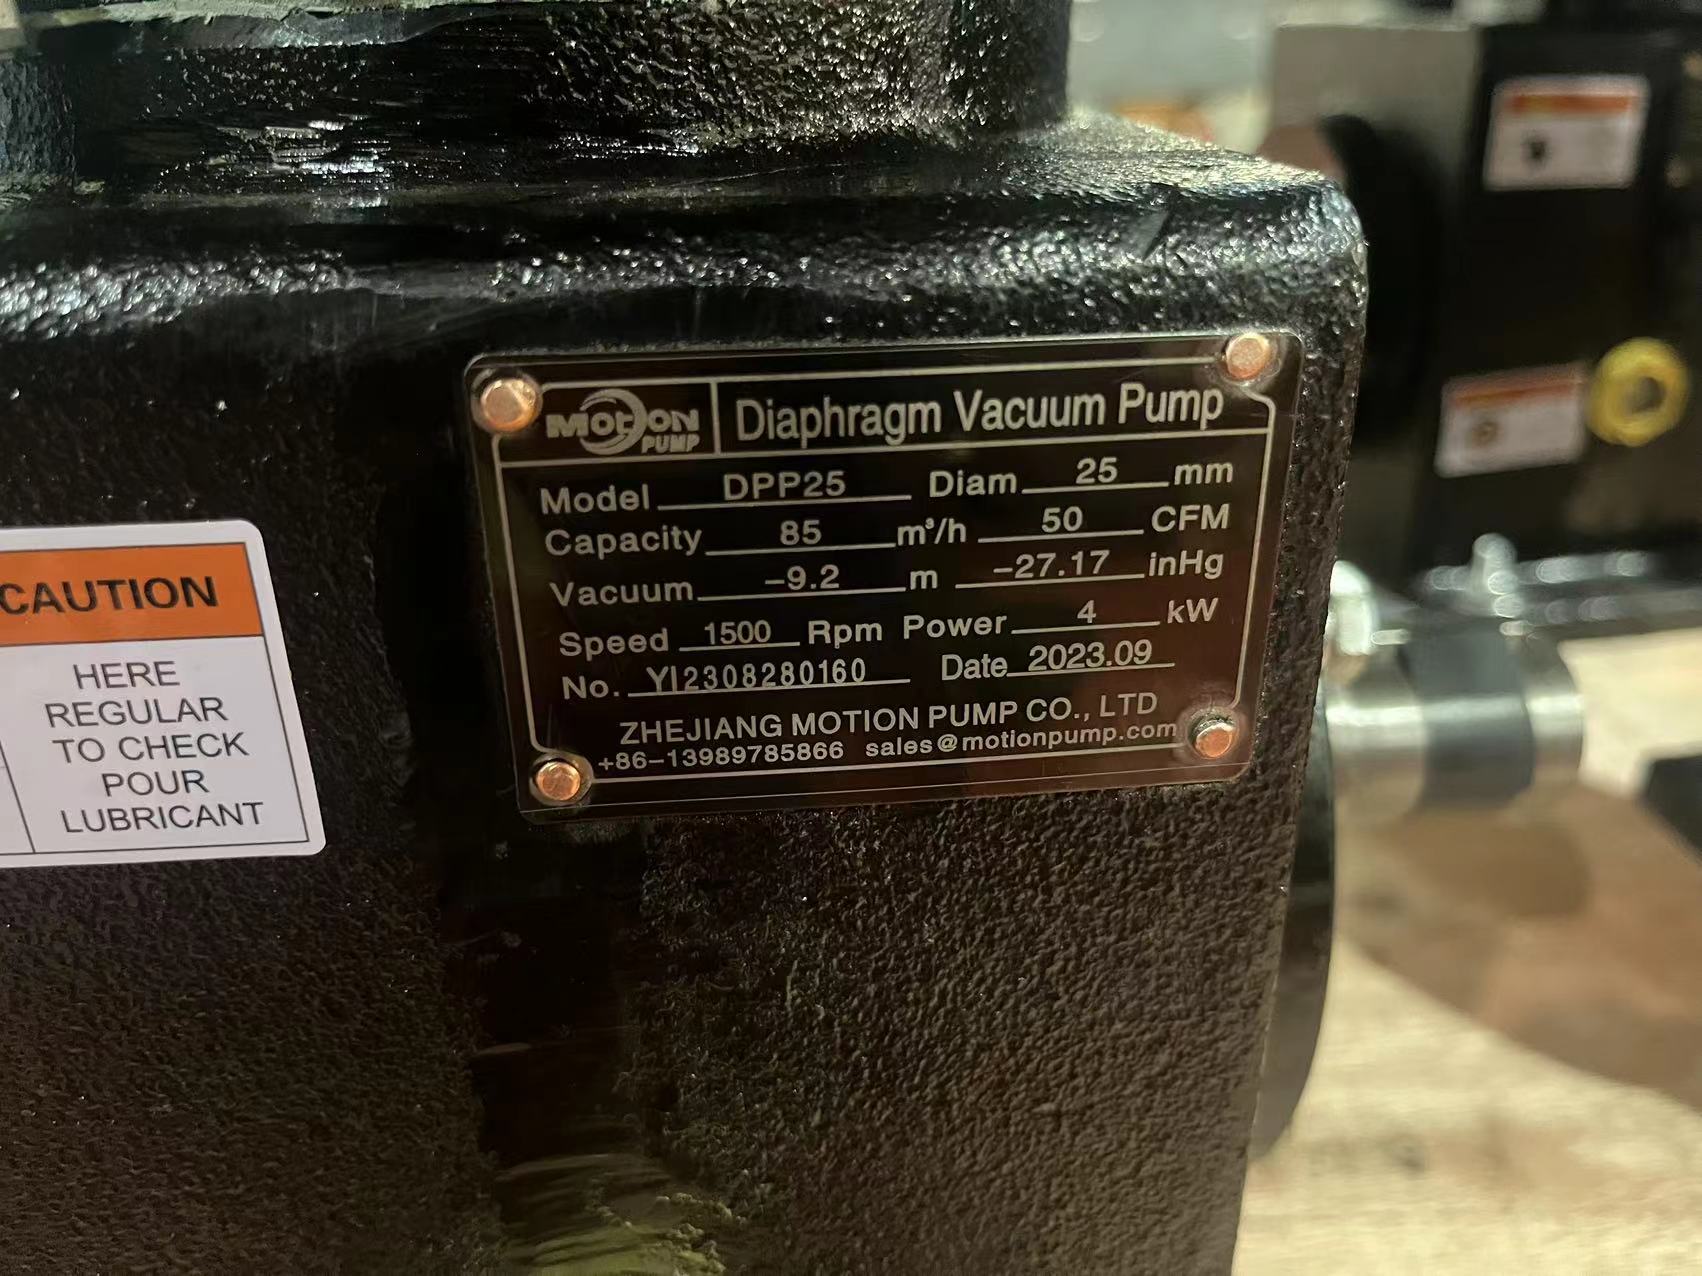 MOTION PUMP Diaphragm Vacuum Pump
Model DPP25 Diam 25 mm
Capacity 85 m³/h 50 CFM
Vacuum -9.2 m -27.17 inHg
Speed 1500 Rpm Power 4 kW
No. YI2308280160 Date 2023.09
ZHEJIANG MOTION PUMP CO., LTD
+86-13989785866 sales@motionpump.com
CAUTION
HERE
REGULAR
TO CHECK
POUR
LUBRICANT